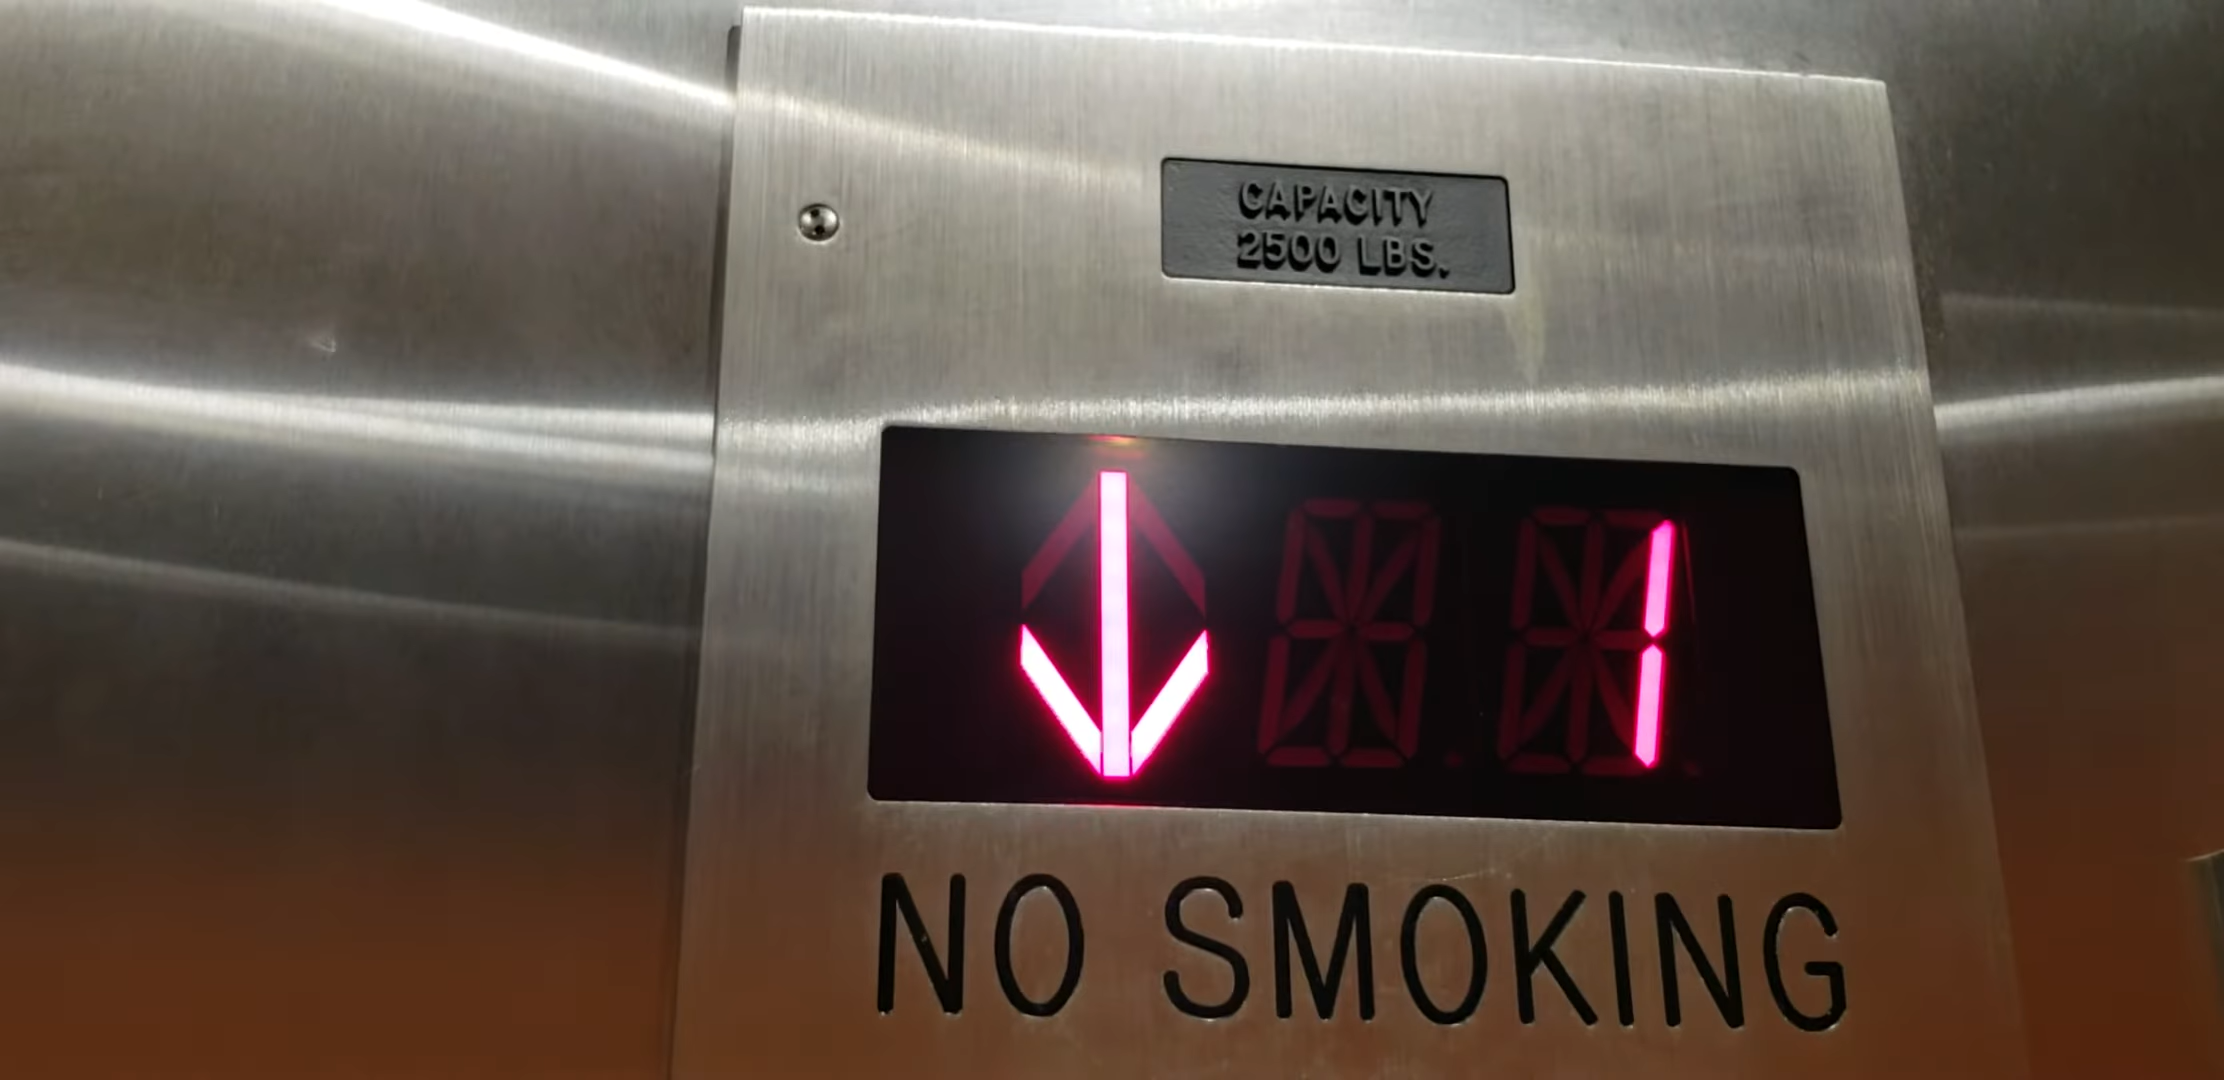 CAPACITY
2500 LBS.
↓ 1
NO SMOKING